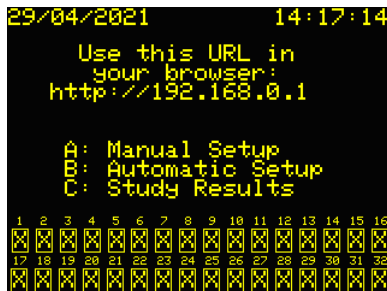 29/04/2021 14:17:14
Use this URL in
your browser:
http://192.168.0.1
A: Manual Setup
B: Automatic Setup
C: Study Results
1 2 3 4 5 6 7 8 9 10 11 12 13 14 15 16
X X X X X X X X X X X X X X X X
17 18 19 20 21 22 23 24 25 26 27 28 29 30 31 32
X X X X X X X X X X X X X X X X